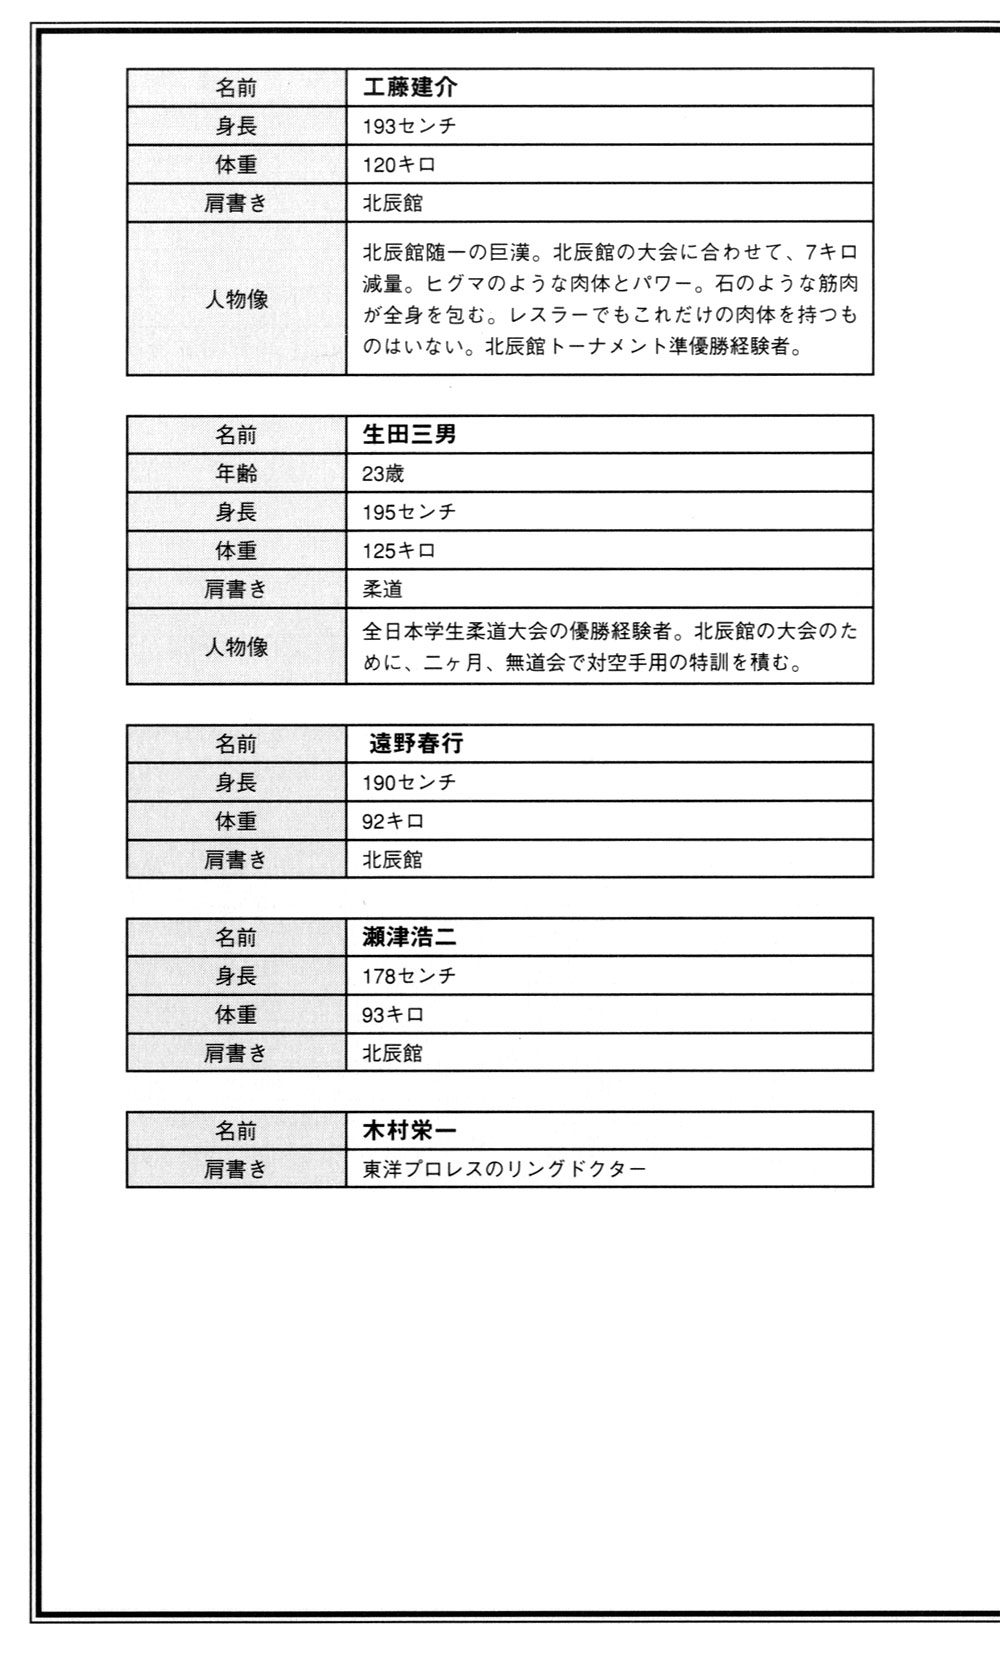 名前 工藤建介
身長 193センチ
体重 120キロ
肩書き 北辰館
人物像
北辰館随一の巨漢。北辰館の大会に合わせて、7キロ
減量。ヒグマのような肉体とパワー。石のような筋肉
が全身を包む。レスラーでもこれだけの肉体を持つも
のはいない。北辰館トーナメント準優勝経験者。
名前 生田三男
年齢 23歳
身長 195センチ
体重 125キロ
肩書き 柔道
人物像
全日本学生柔道大会の優勝経験者。北辰館の大会のた
めに、二ヶ月、無道会で対空手用の特訓を積む。
名前 遠野春行
身長 190センチ
体重 92キロ
肩書き 北辰館
名前 瀬津浩二
身長 178センチ
体重 93キロ
肩書き 北辰館
名前 木村栄一
肩書き 東洋プロレスのリングドクター